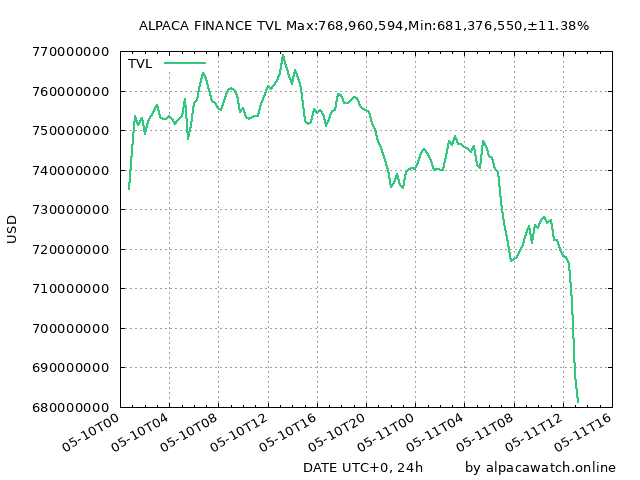 ALPACA FINANCE TVL Max:768,960,594,Min:681,376,550,±11.38%
TVL
770000000
760000000
750000000
740000000
730000000
720000000
710000000
700000000
690000000
680000000
USD
05-10T00
05-10T04
05-10T08
05-10T12
05-10T16
05-10T20
05-11T00
05-11T04
05-11T08
05-11T12
05-11T16
DATE UTC+0, 24h
by alpacawatch.online